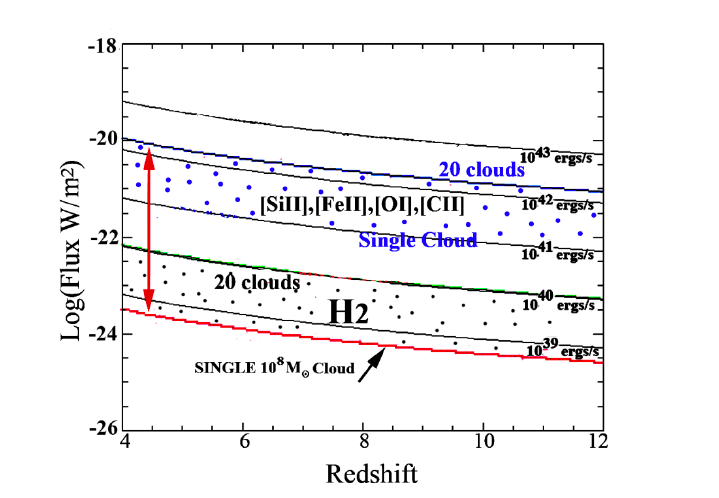 -18
-20
-22
-24
-26
Log(Flux W/m2)
10 43 ergs/s
20 clouds
10 42 ergs/s
[SiII],[FeII],[OI],[CII]
Single Cloud
10 41 ergs/s
20 clouds
10 40 ergs/s
H2
10 39 ergs/s
SINGLE 10⁸M⊙ Cloud
4 6 8 10 12
Redshift